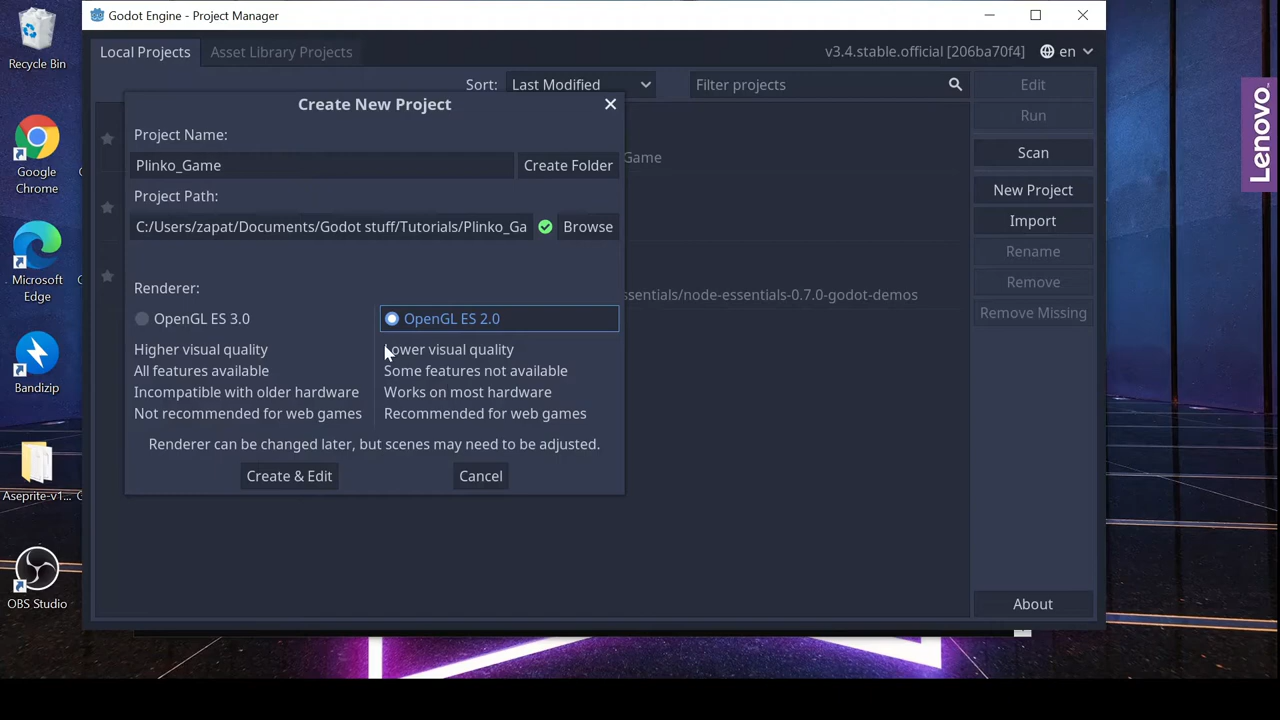 Recycle Bin
Google
Chrome
Microsoft
Edge
Bandizip
Aseprite-v1...
OBS Studio
Godot Engine - Project Manager
Local Projects
Asset Library Projects
v3.4.stable.official [206ba70f4]
en
Sort:
Last Modified
Filter projects
Edit
Run
Scan
New Project
Import
Rename
Remove
Remove Missing
About
Create New Project
Project Name:
Plinko_Game
Create Folder
Project Path:
C:/Users/zapat/Documents/Godot stuff/Tutorials/Plinko_Ga
Browse
Renderer:
OpenGL ES 3.0
Higher visual quality
All features available
Incompatible with older hardware
Not recommended for web games
OpenGL ES 2.0
Lower visual quality
Some features not available
Works on most hardware
Recommended for web games
Renderer can be changed later, but scenes may need to be adjusted.
Create & Edit
Cancel
Game
ssentials/node-essentials-0.7.0-godot-demos
Lenovo